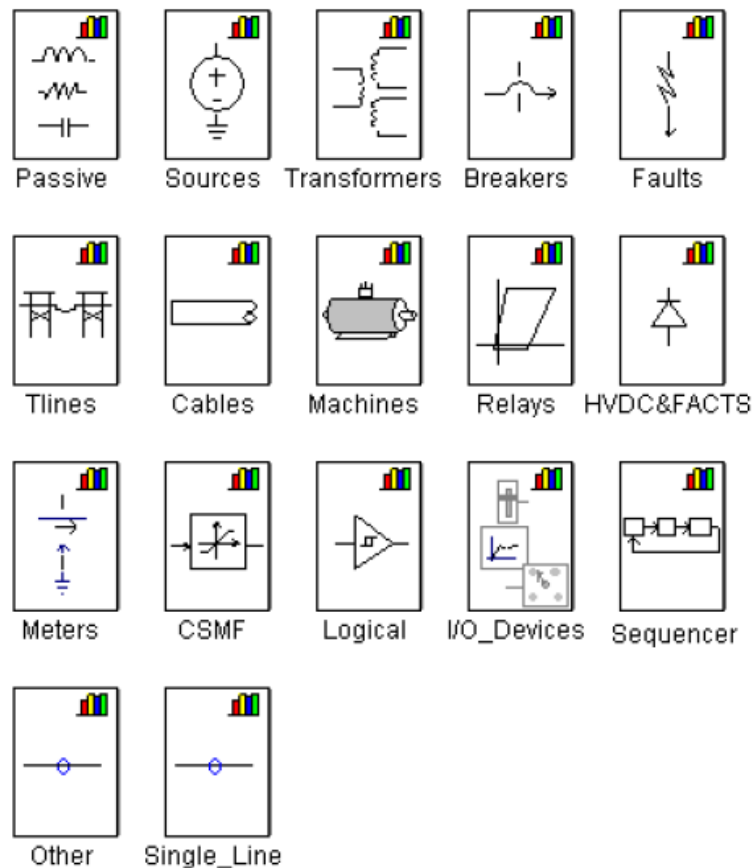 Passive Sources Transformers Breakers Faults
Tlines Cables Machines Relays HVDC&FACTS
Meters CSMF Logical I/O_Devices Sequencer
Other Single_Line